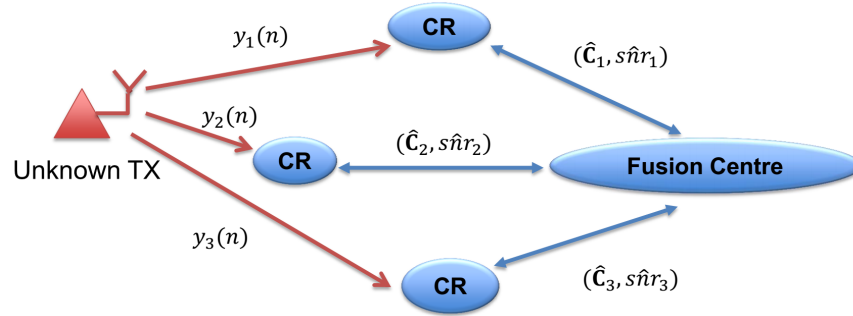 CR
y₁(n)
(Ĉ₁, sn̂r₁)
y₂(n)
(Ĉ₂, sn̂r₂)
CR
Fusion Centre
Unknown TX
y₃(n)
(Ĉ₃, sn̂r₃)
CR